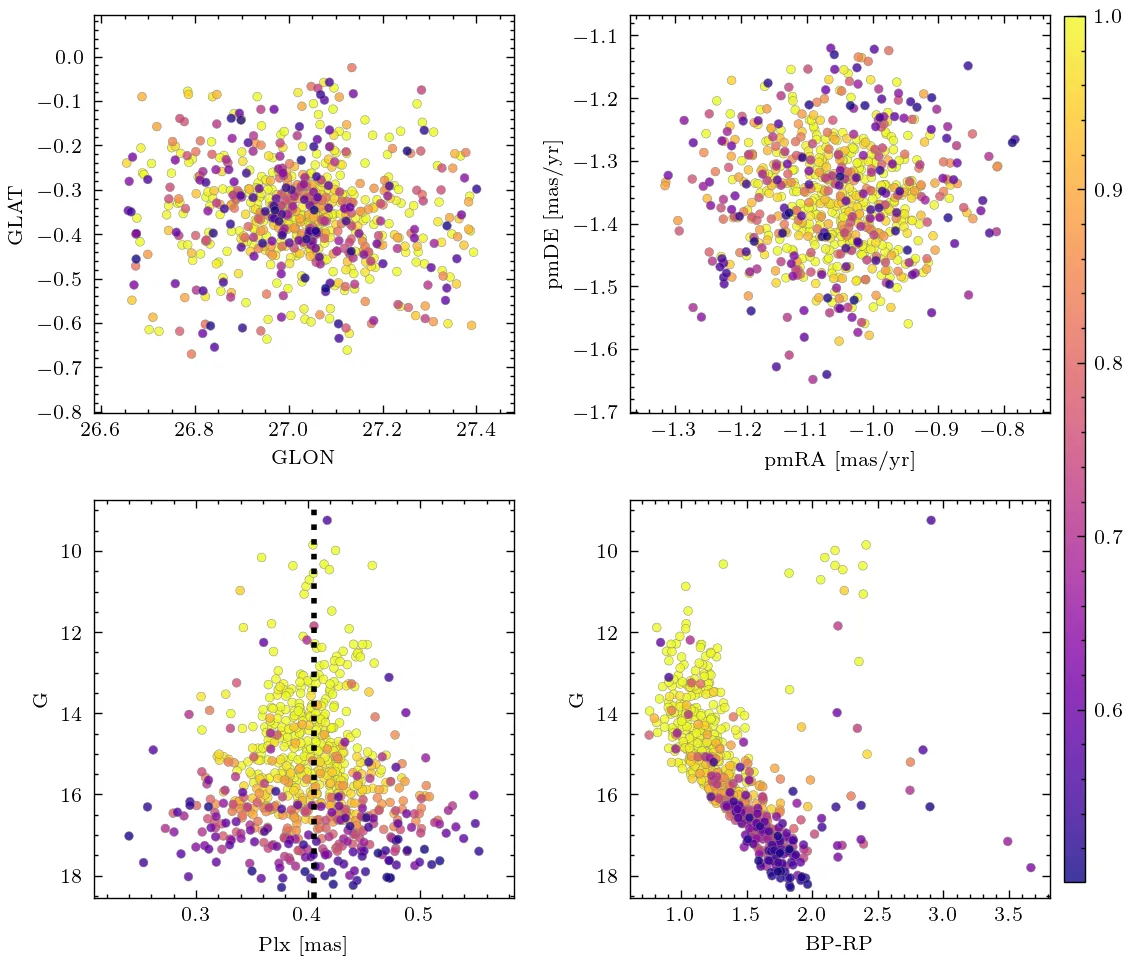 0.0
−0.1
−0.2
−0.3
−0.4
−0.5
−0.6
−0.7
−0.8
GLAT
26.6 26.8 27.0 27.2 27.4
GLON
−1.1
−1.2
−1.3
−1.4
−1.5
−1.6
−1.7
pmDE [mas/yr]
−1.3 −1.2 −1.1 −1.0 −0.9 −0.8
pmRA [mas/yr]
10
12
14
16
18
G
0.3 0.4 0.5
Plx [mas]
10
12
14
16
18
G
1.0 1.5 2.0 2.5 3.0 3.5
BP-RP
1.0
0.9
0.8
0.7
0.6